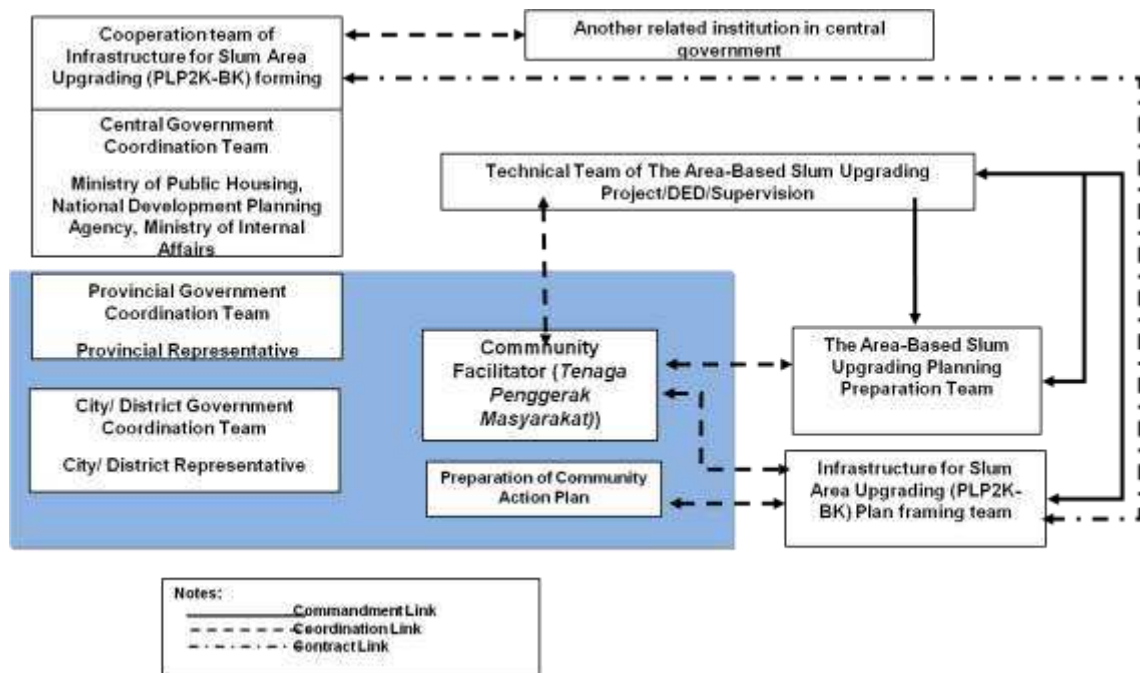 Cooperation team of
Infrastructure for Slum Area
Upgrading (PLP2K-BK) forming
Another related institution in central
government
Central Government
Coordination Team
Ministry of Public Housing,
National Development Planning
Agency, Ministry of Internal
Affairs
Technical Team of The Area-Based Slum Upgrading
Project/DED/Supervision
Provincial Government
Coordination Team
Provincial Representative
Community
Facilitator (Tenaga
Penggerak
Masyarakat))
The Area-Based Slum
Upgrading Planning
Preparation Team
City/ District Government
Coordination Team
City/ District Representative
Preparation of Community
Action Plan
Infrastructure for Slum
Area Upgrading (PLP2K-
BK) Plan framing team
Notes:
Commandment Link
Coordination Link
Contract Link